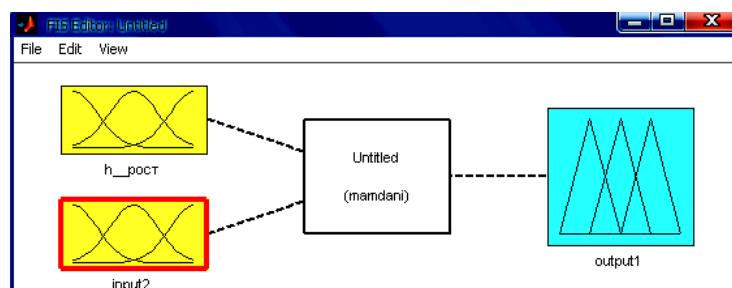 FIS Editor: Untitled
File Edit View
h__рост
input2
Untitled
(mamdani)
output1